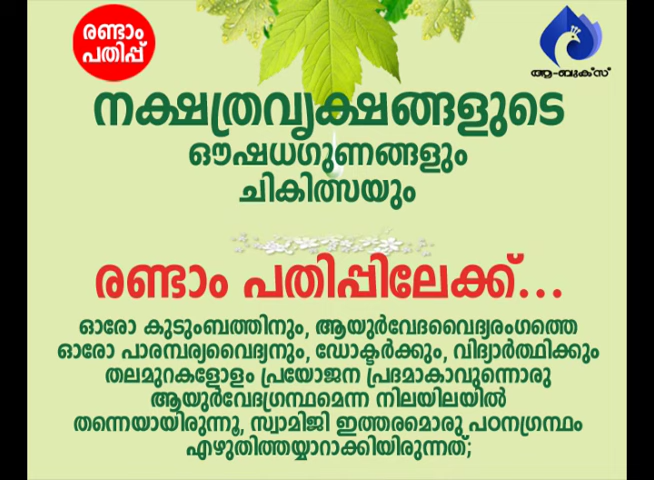 രണ്ടാം
പതിപ്പ്
ആ-ബുക്സ്
നക്ഷത്രവൃക്ഷങ്ങളുടെ
ഔഷധഗുണങ്ങളും
ചികിത്സയും
രണ്ടാം പതിപ്പിലേക്ക്...
ഓരോ കുടുംബത്തിനും, ആയുർവേദവൈദ്യരംഗത്തെ
ഓരോ പാരമ്പര്യവൈദ്യനും, ഡോക്ടർക്കും, വിദ്യാർത്ഥിക്കും
തലമുറകളോളം പ്രയോജന പ്രദമാകാവുന്നൊരു
ആയുർവേദഗ്രന്ഥമെന്ന നിലയിലയിൽ
തന്നെയായിരുന്നൂ, സ്വാമിജി ഇത്തരമൊരു പഠനഗ്രന്ഥം
എഴുതിത്തയ്യാറാക്കിയിരുന്നത്;